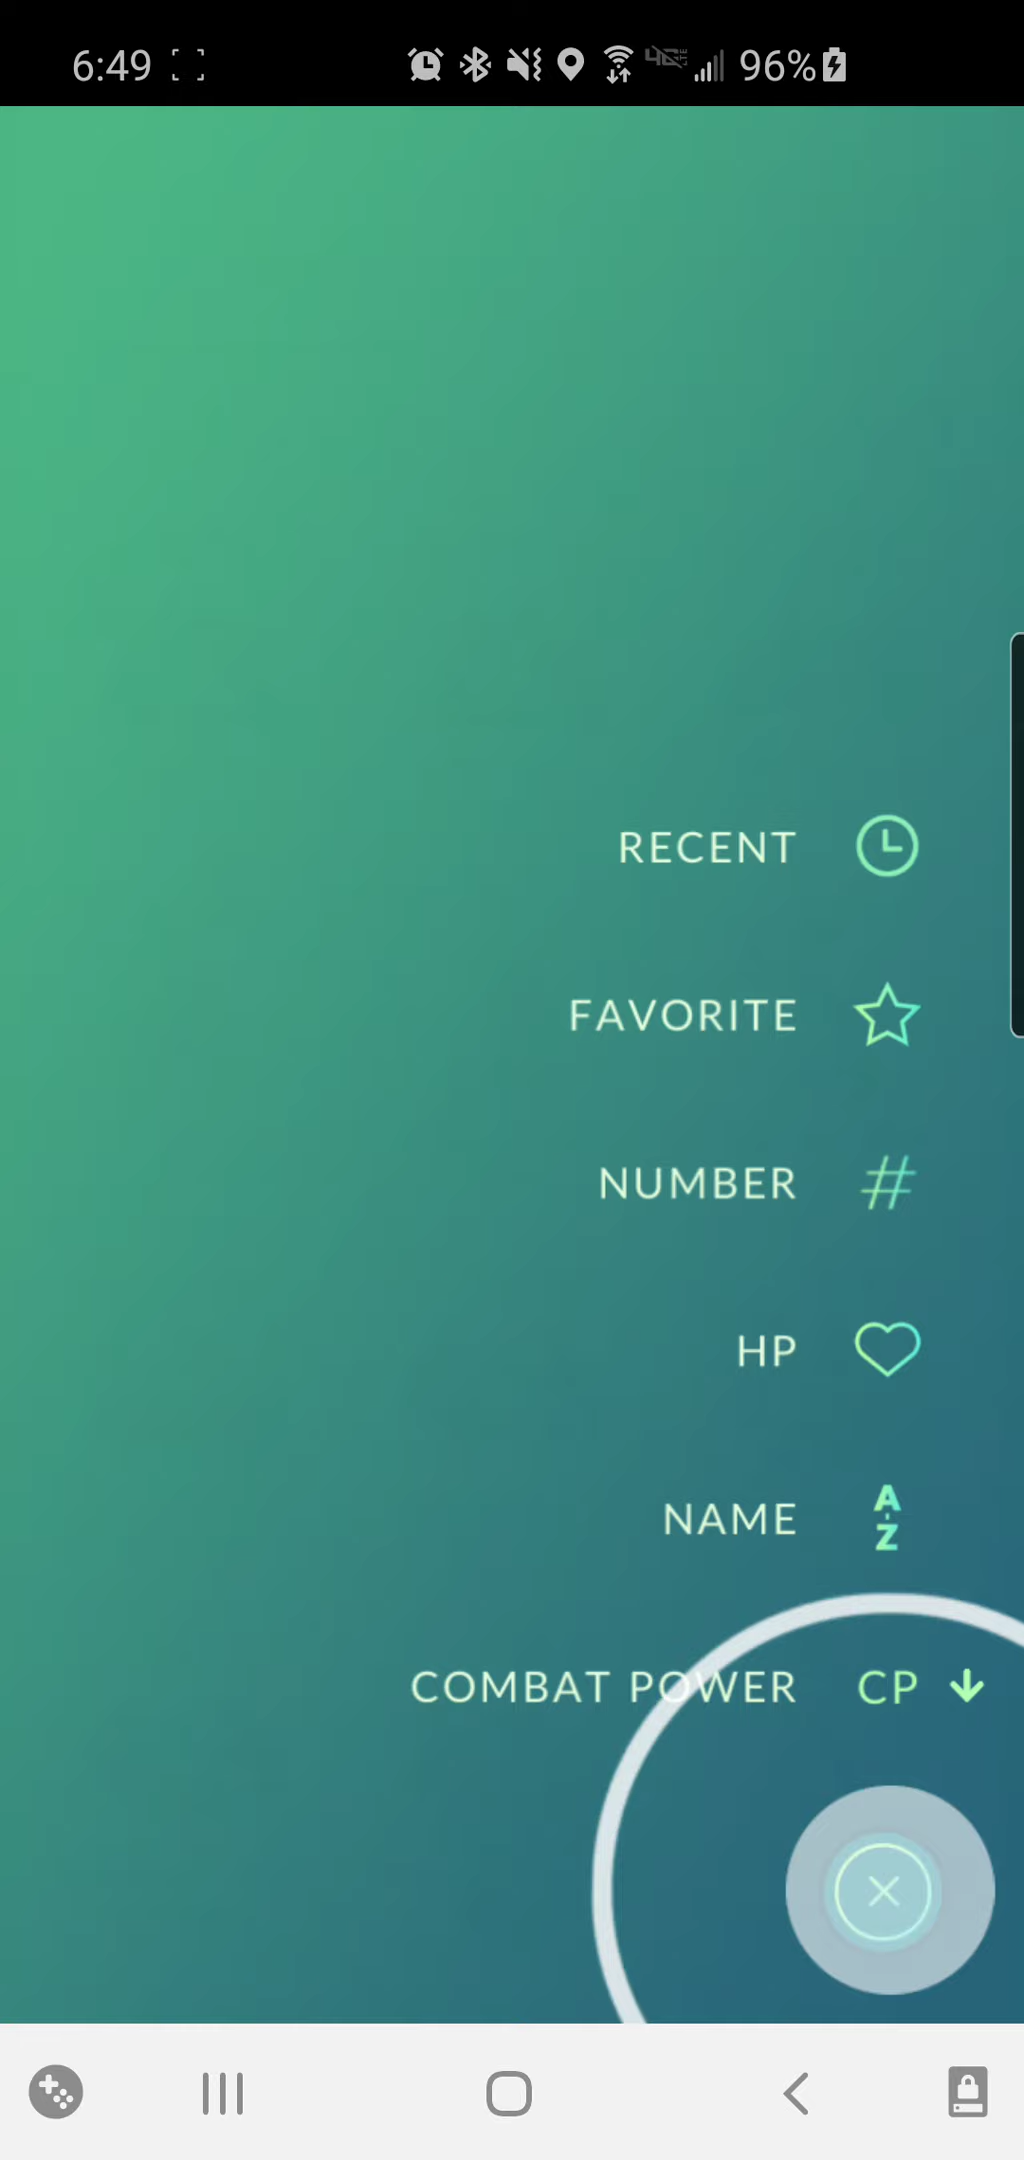 6:49 96%
RECENT
FAVORITE
NUMBER #
HP
NAME A-Z
COMBAT POWER CP